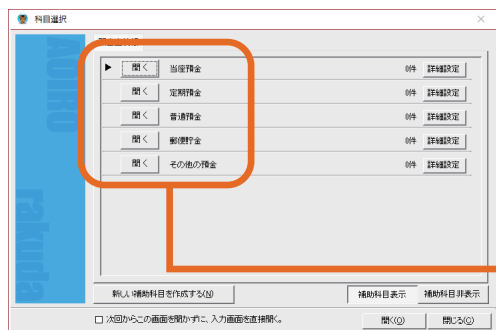 科目選択
開く 当座預金 0件 詳細設定
開く 定期預金 0件 詳細設定
開く 普通預金 0件 詳細設定
開く 郵便貯金 0件 詳細設定
開く その他の預金 0件 詳細設定
新しい補助科目を作成する(N) 補助科目表示 補助科目非表示
次回からこの画面を開かずに、入力画面を直接開く。 開く(O) 閉じる(C)
AOIRO
rakuda